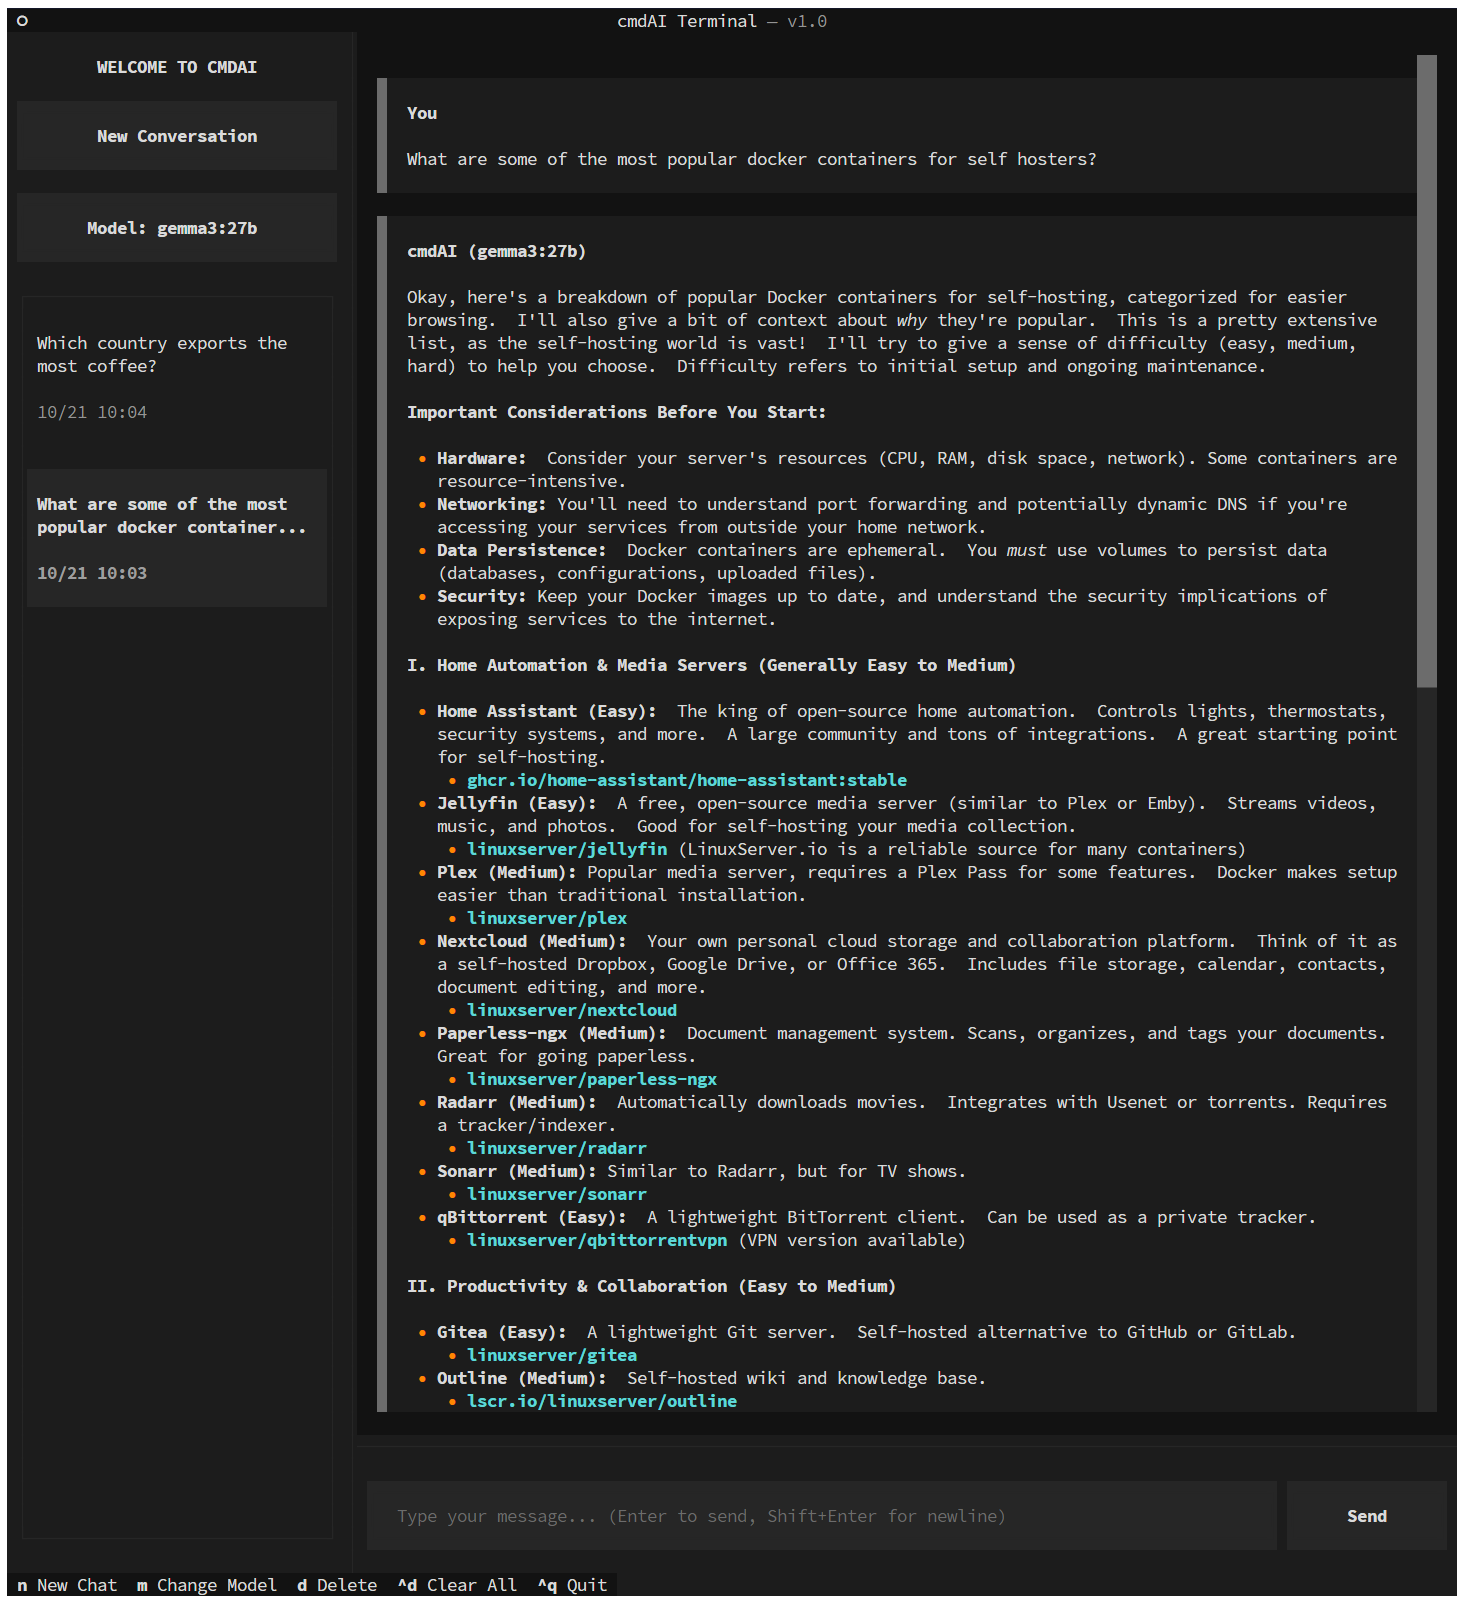 cmdAI Terminal — v1.0
WELCOME TO CMDAI
New Conversation
Model: gemma3:27b
Which country exports the
most coffee?
10/21 10:04
What are some of the most
popular docker container...
10/21 10:03
You
What are some of the most popular docker containers for self hosters?
cmdAI (gemma3:27b)
Okay, here's a breakdown of popular Docker containers for self-hosting, categorized for easier
browsing.  I'll also give a bit of context about why they're popular.  This is a pretty extensive
list, as the self-hosting world is vast!  I'll try to give a sense of difficulty (easy, medium,
hard) to help you choose.  Difficulty refers to initial setup and ongoing maintenance.
Important Considerations Before You Start:
• Hardware:  Consider your server's resources (CPU, RAM, disk space, network). Some containers are
resource-intensive.
• Networking: You'll need to understand port forwarding and potentially dynamic DNS if you're
accessing your services from outside your home network.
• Data Persistence:  Docker containers are ephemeral.  You must use volumes to persist data
(databases, configurations, uploaded files).
• Security: Keep your Docker images up to date, and understand the security implications of
exposing services to the internet.
I. Home Automation & Media Servers (Generally Easy to Medium)
• Home Assistant (Easy):  The king of open-source home automation.  Controls lights, thermostats,
security systems, and more.  A large community and tons of integrations.  A great starting point
for self-hosting.
• ghcr.io/home-assistant/home-assistant:stable
• Jellyfin (Easy):  A free, open-source media server (similar to Plex or Emby).  Streams videos,
music, and photos.  Good for self-hosting your media collection.
• linuxserver/jellyfin (LinuxServer.io is a reliable source for many containers)
• Plex (Medium): Popular media server, requires a Plex Pass for some features.  Docker makes setup
easier than traditional installation.
• linuxserver/plex
• Nextcloud (Medium):  Your own personal cloud storage and collaboration platform.  Think of it as
a self-hosted Dropbox, Google Drive, or Office 365.  Includes file storage, calendar, contacts,
document editing, and more.
• linuxserver/nextcloud
• Paperless-ngx (Medium):  Document management system. Scans, organizes, and tags your documents.
Great for going paperless.
• linuxserver/paperless-ngx
• Radarr (Medium):  Automatically downloads movies.  Integrates with Usenet or torrents. Requires
a tracker/indexer.
• linuxserver/radarr
• Sonarr (Medium): Similar to Radarr, but for TV shows.
• linuxserver/sonarr
• qBittorrent (Easy):  A lightweight BitTorrent client.  Can be used as a private tracker.
• linuxserver/qbittorrentvpn (VPN version available)
II. Productivity & Collaboration (Easy to Medium)
• Gitea (Easy):  A lightweight Git server.  Self-hosted alternative to GitHub or GitLab.
• linuxserver/gitea
• Outline (Medium):  Self-hosted wiki and knowledge base.
• lscr.io/linuxserver/outline
Type your message... (Enter to send, Shift+Enter for newline)
Send
n New Chat  m Change Model  d Delete  ^d Clear All  ^q Quit